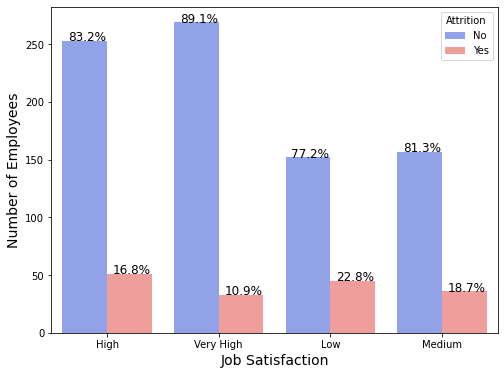 Attrition
No
Yes
Number of Employees
250
200
150
100
50
0
83.2%
16.8%
89.1%
10.9%
77.2%
22.8%
81.3%
18.7%
High
Very High
Low
Medium
Job Satisfaction